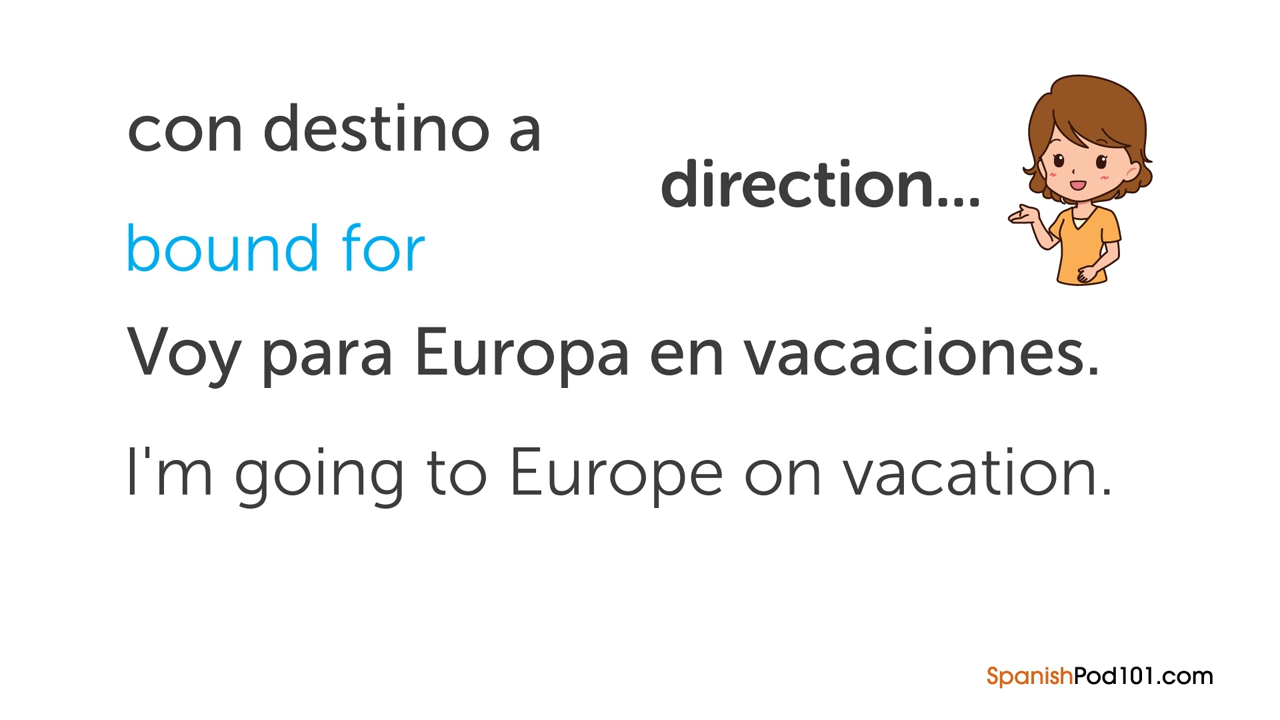 con destino a
direction...
bound for
Voy para Europa en vacaciones.
I'm going to Europe on vacation.
SpanishPod101.com